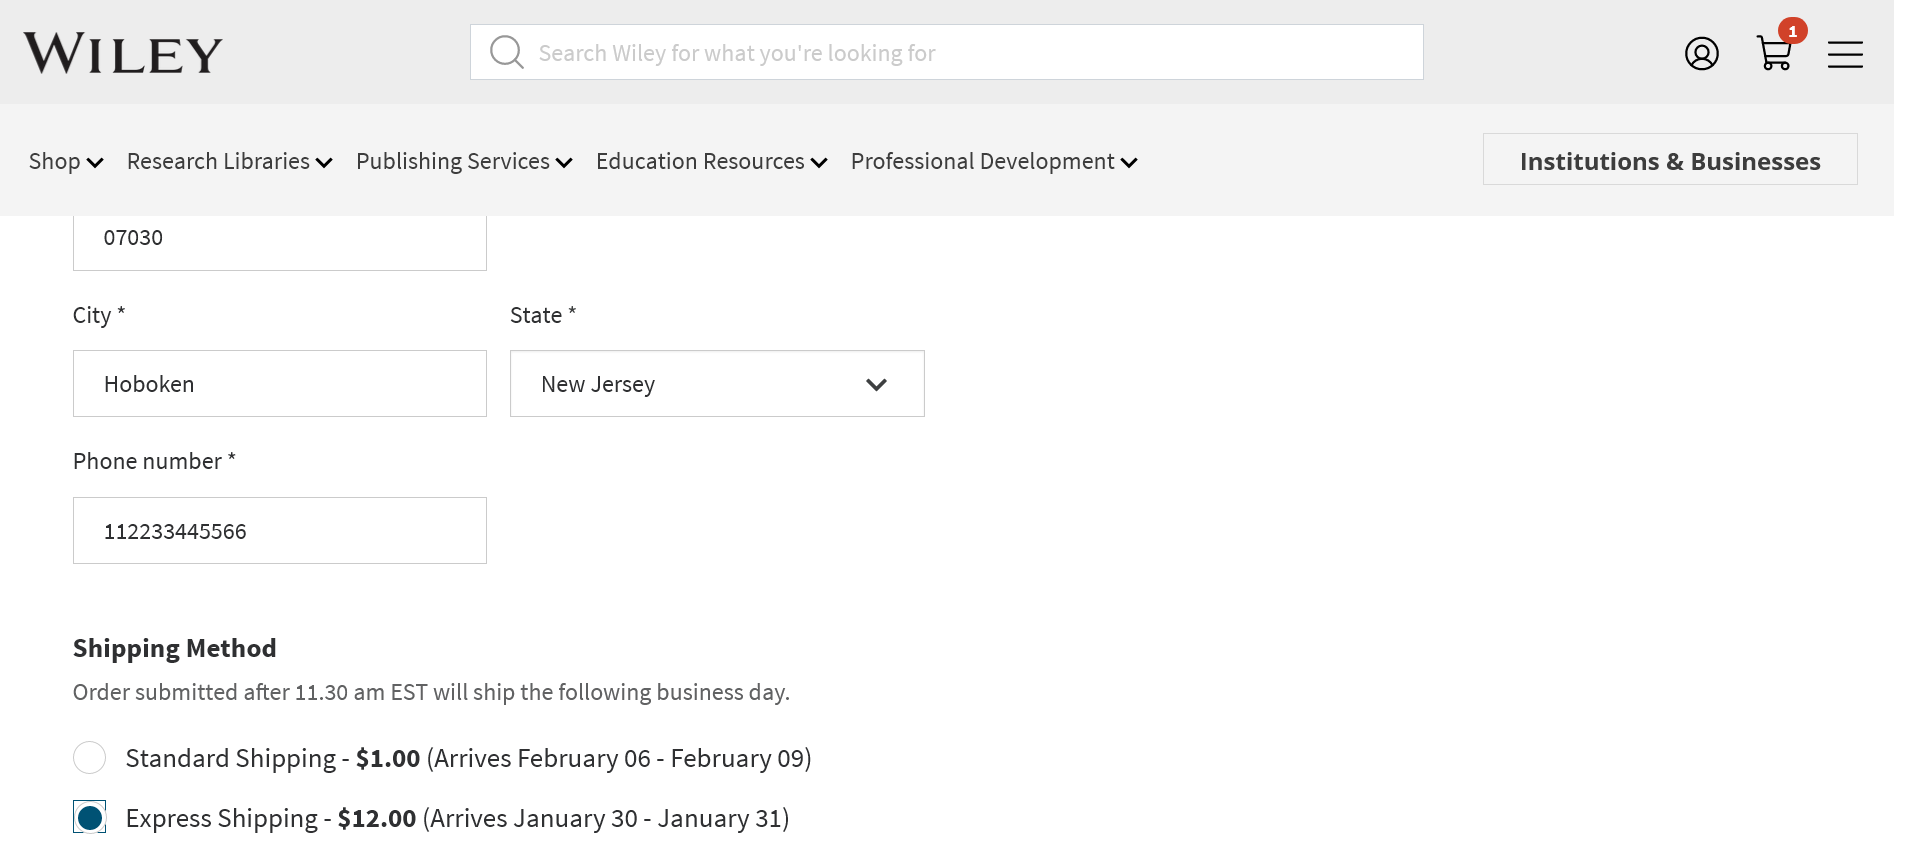 WILEY
Search Wiley for what you're looking for
1
Shop Research Libraries Publishing Services Education Resources Professional Development Institutions & Businesses
07030
City * State *
Hoboken New Jersey
Phone number *
112233445566
Shipping Method
Order submitted after 11.30 am EST will ship the following business day.
Standard Shipping - $1.00 (Arrives February 06 - February 09)
Express Shipping - $12.00 (Arrives January 30 - January 31)